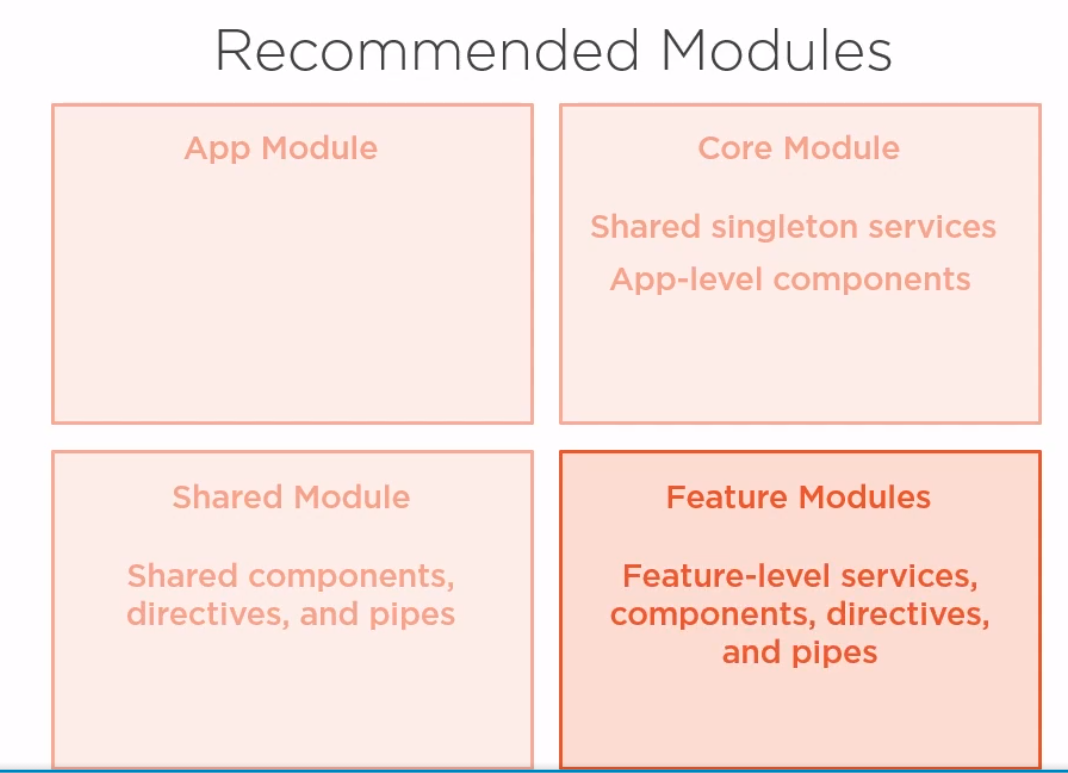 Recommended Modules
App Module
Core Module
Shared singleton services
App-level components
Shared Module
Shared components,
directives, and pipes
Feature Modules
Feature-level services,
components, directives,
and pipes